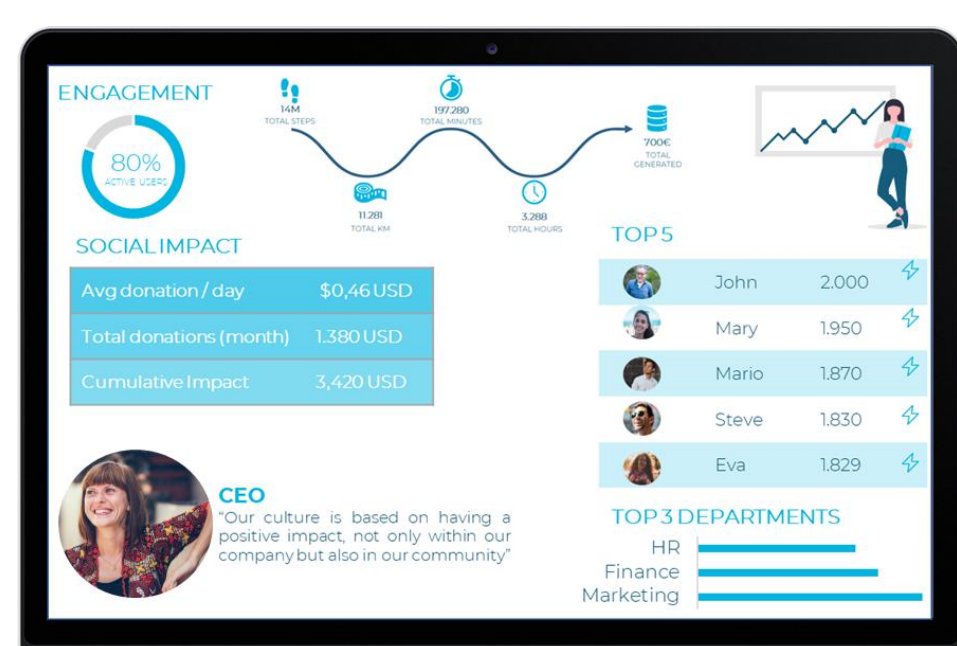 ENGAGEMENT
80%
ACTIVE USERS
14M
TOTAL STEPS
197.280
TOTAL MINUTES
11.281
TOTAL KM
3.288
TOTAL HOURS
700€
TOTAL
GENERATED
SOCIAL IMPACT
Avg donation / day $0,46 USD
Total donations (month) 1.380 USD
Cumulative Impact 3,420 USD
TOP 5
John 2.000
Mary 1.950
Mario 1.870
Steve 1.830
Eva 1.829
CEO
“Our culture is based on having a
positive impact, not only within our
company but also in our community”
TOP 3 DEPARTMENTS
HR
Finance
Marketing